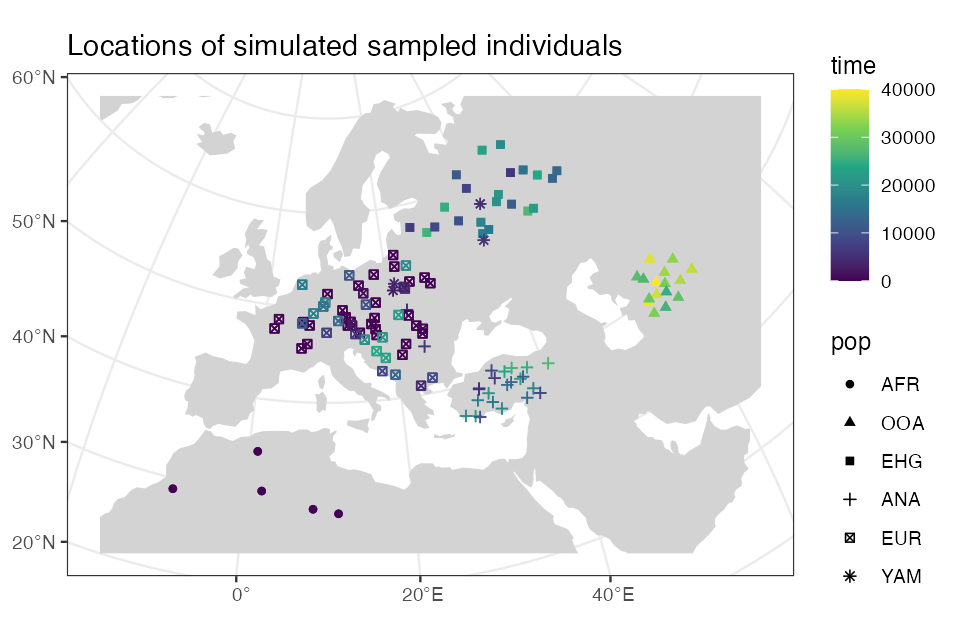 Locations of simulated sampled individuals
60°N
50°N
40°N
30°N
20°N
0°
20°E
40°E
time
40000
30000
20000
10000
0
pop
AFR
OOA
EHG
ANA
EUR
YAM